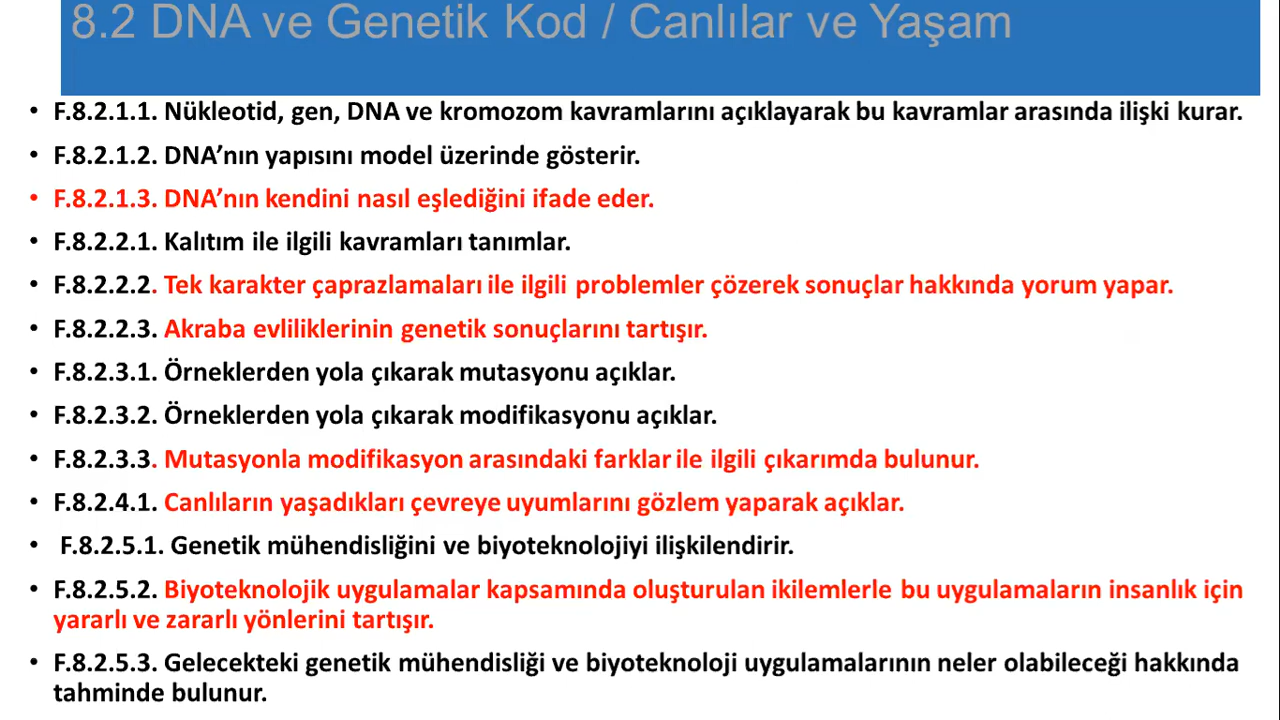 8.2 DNA ve Genetik Kod / Canlılar ve Yaşam
• F.8.2.1.1. Nükleotid, gen, DNA ve kromozom kavramlarını açıklayarak bu kavramlar arasında ilişki kurar.
• F.8.2.1.2. DNA’nın yapısını model üzerinde gösterir.
• F.8.2.1.3. DNA’nın kendini nasıl eşlediğini ifade eder.
• F.8.2.2.1. Kalıtım ile ilgili kavramları tanımlar.
• F.8.2.2.2. Tek karakter çaprazlamaları ile ilgili problemler çözerek sonuçlar hakkında yorum yapar.
• F.8.2.2.3. Akraba evliliklerinin genetik sonuçlarını tartışır.
• F.8.2.3.1. Örneklerden yola çıkarak mutasyonu açıklar.
• F.8.2.3.2. Örneklerden yola çıkarak modifikasyonu açıklar.
• F.8.2.3.3. Mutasyonla modifikasyon arasındaki farklar ile ilgili çıkarımda bulunur.
• F.8.2.4.1. Canlıların yaşadıkları çevreye uyumlarını gözlem yaparak açıklar.
• F.8.2.5.1. Genetik mühendisliğini ve biyoteknolojiyi ilişkilendirir.
• F.8.2.5.2. Biyoteknolojik uygulamalar kapsamında oluşturulan ikilemlerle bu uygulamaların insanlık için
yararlı ve zararlı yönlerini tartışır.
• F.8.2.5.3. Gelecekteki genetik mühendisliği ve biyoteknoloji uygulamalarının neler olabileceği hakkında
tahminde bulunur.